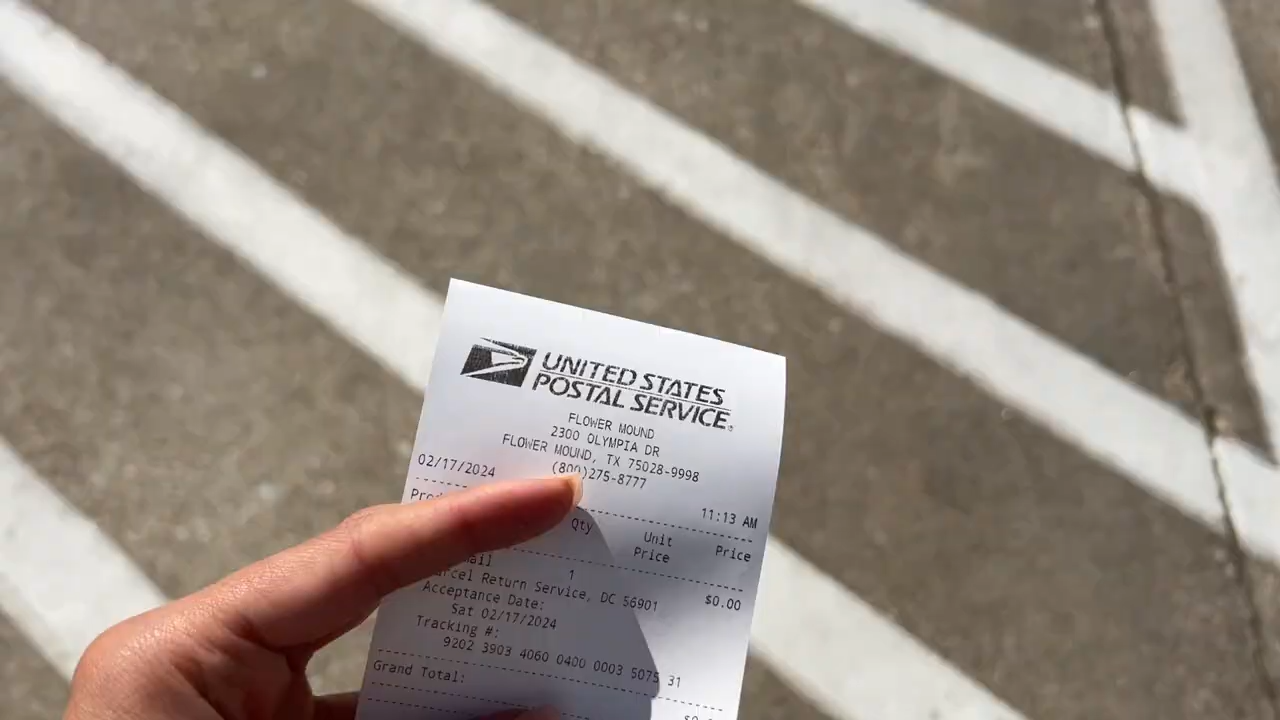 UNITED STATES
POSTAL SERVICE®
FLOWER MOUND
2300 OLYMPIA DR
FLOWER MOUND, TX 75028-9998
(800)275-8777
02/17/2024 11:13 AM
Qty Unit Price
Price
1 $0.00
Return Service, DC 56901
Acceptance Date:
Sat 02/17/2024
Tracking #:
9202 3903 4060 0400 0003 5075 31
Grand Total: